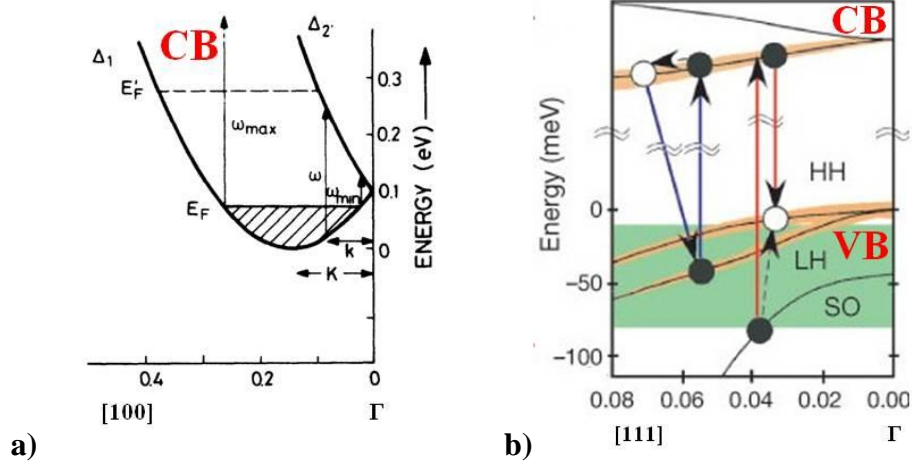 Δ₁
CB
Δ₂'
E'F
ωmax
ω
ωmin
EF
k
K
0.3
0.2
0.1
0
ENERGY (eV)
0.4
0.2
0
[100]
Γ
a)
CB
HH
VB
LH
SO
Energy (meV)
0
−50
−100
0.08
0.06
0.04
0.02
0.00
[111]
Γ
b)